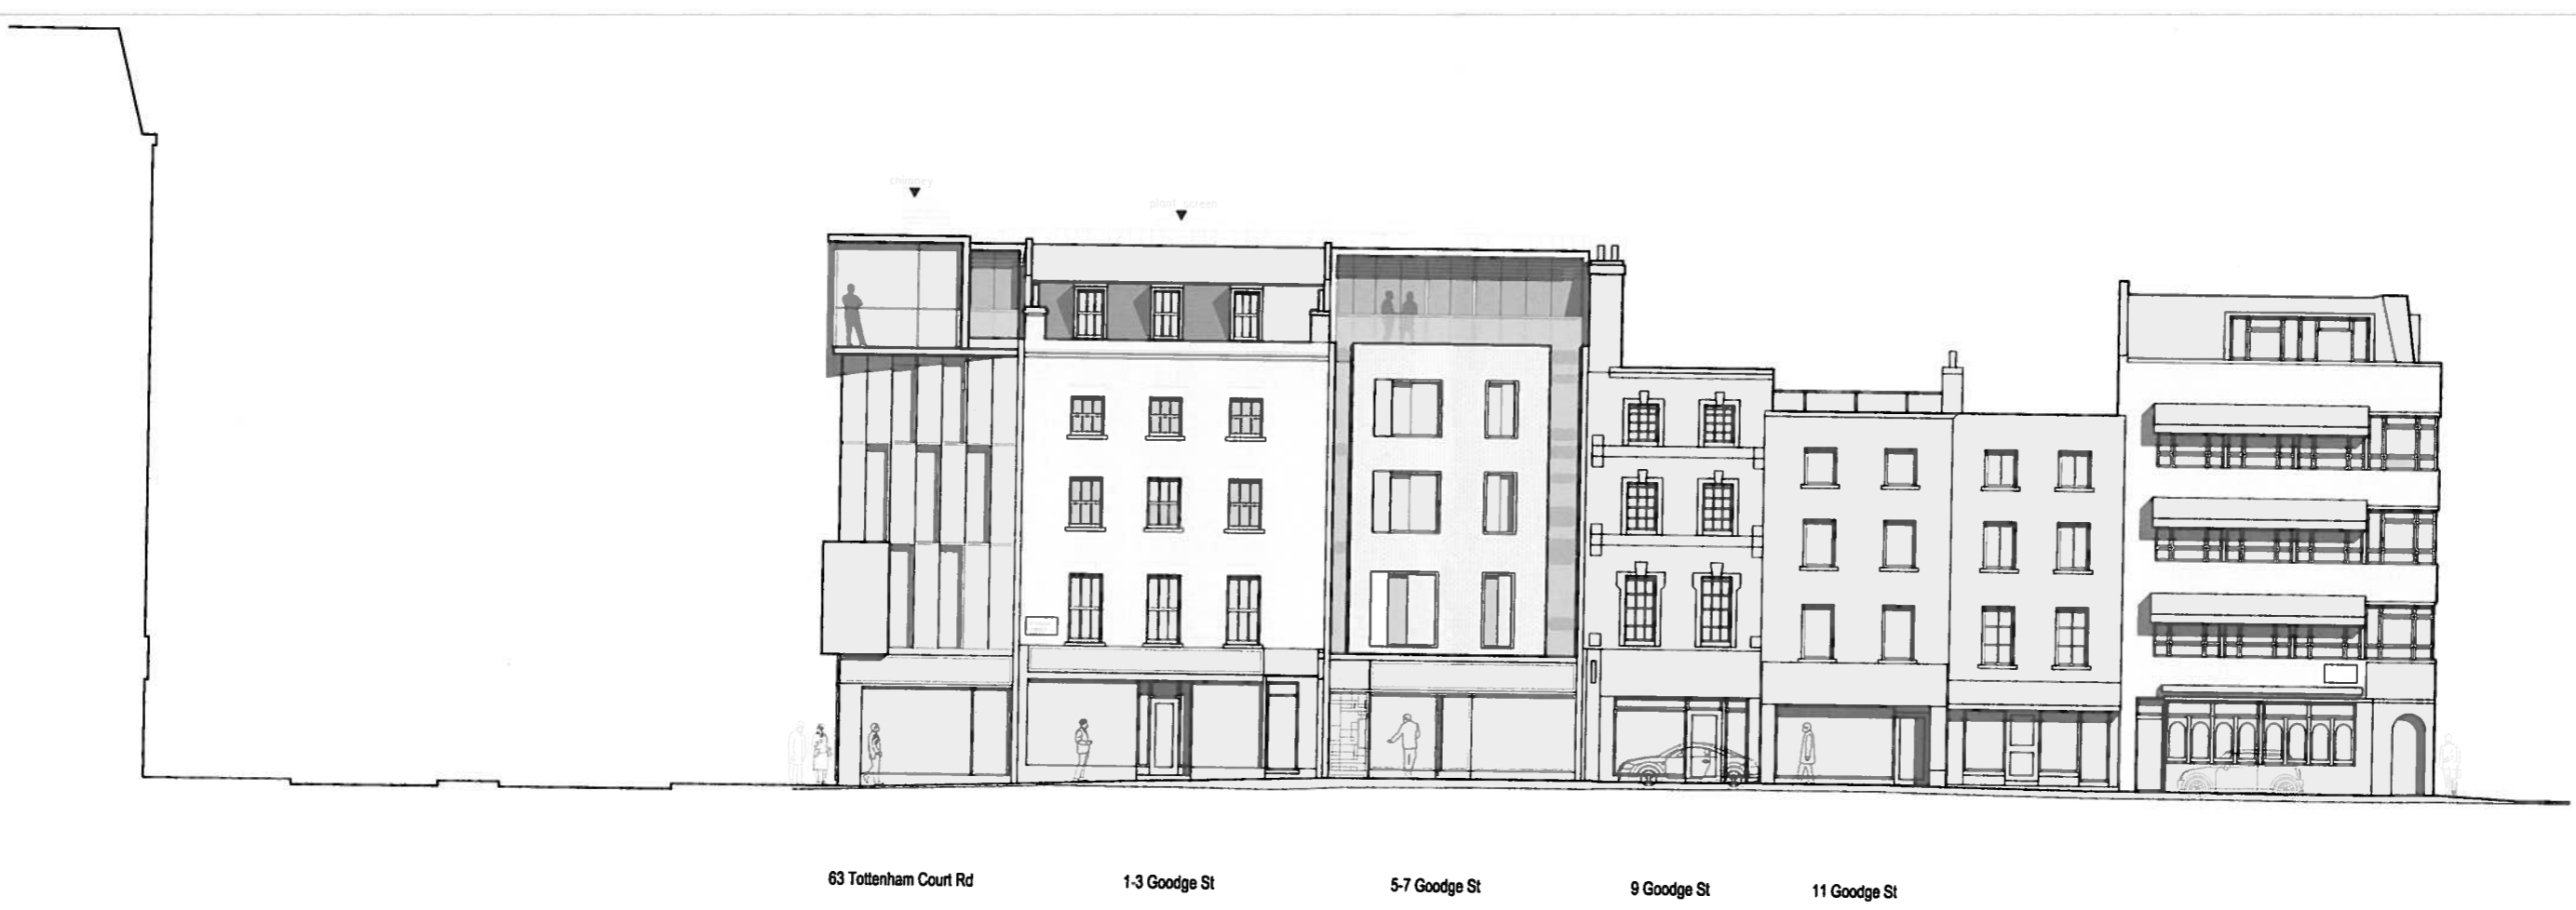 chimney
plant screen
63 Tottenham Court Rd
1-3 Goodge St
5-7 Goodge St
9 Goodge St
11 Goodge St